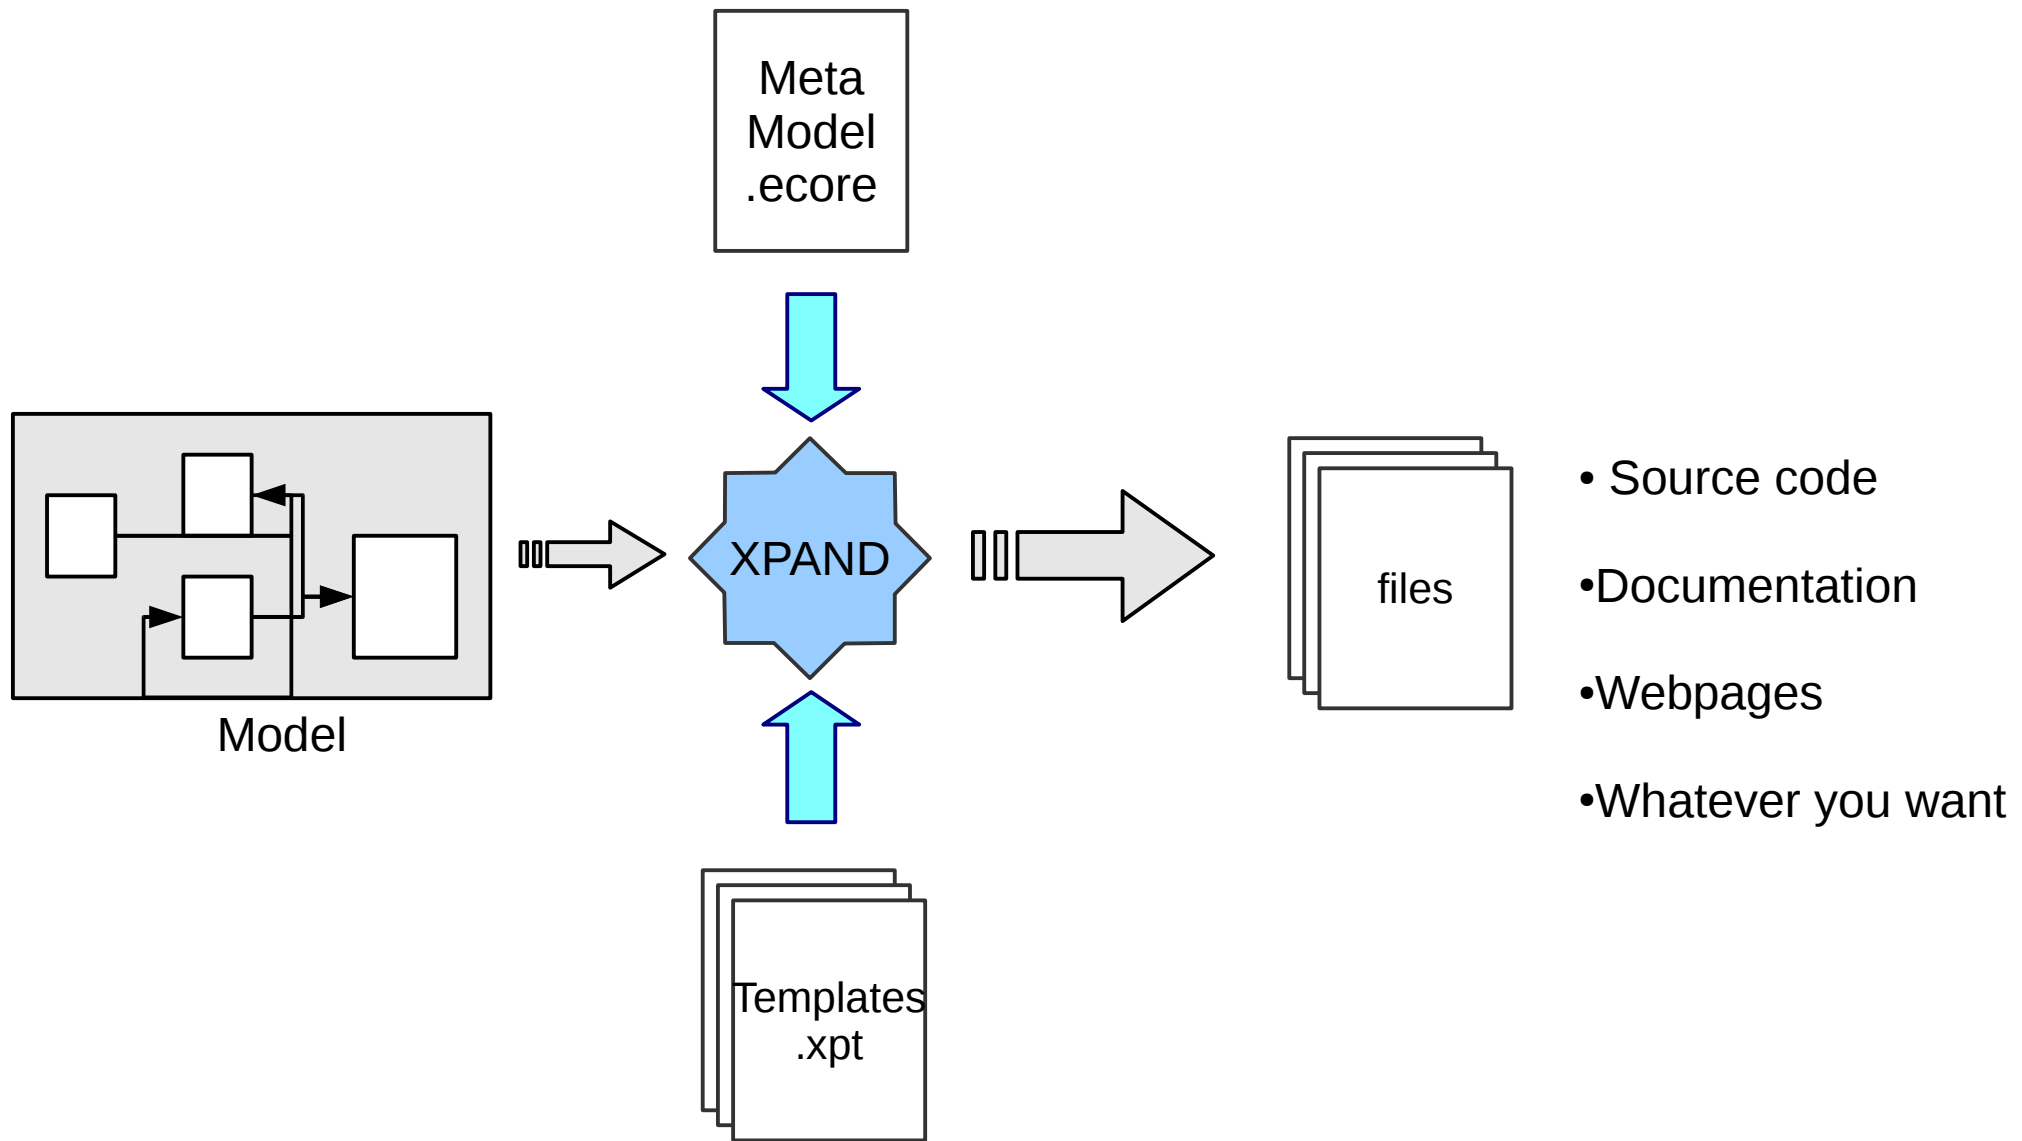 Meta
Model
.ecore
Model
XPAND
files
• Source code
•Documentation
•Webpages
•Whatever you want
Templates
.xpt